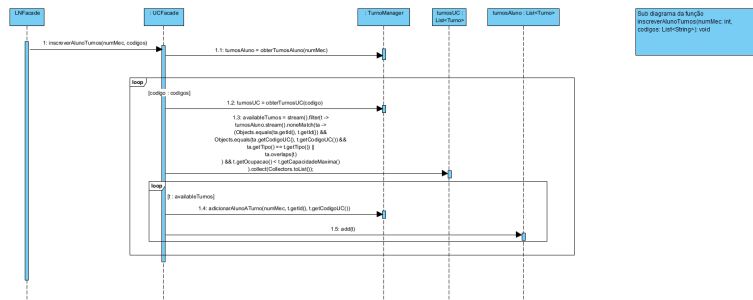 LNFacade
: UCFacade
: TurnoManager
turnosUC :
List<Turno>
turnosAluno : List<Turno>
Sub diagrama da função
inscreverAlunoTurnos(numMec: int,
codigos: List<String>): void
1: inscreverAlunoTurnos(numMec, codigos)
1.1: turnosAluno = obterTurnosAluno(numMec)
loop
[codigo : codigos]
1.2: turnosUC = obterTurnosUC(codigo)
1.3: availableTurnos = stream().filter(t ->
turnosAluno.stream().noneMatch(ta ->
(Objects.equals(ta.getId(), t.getId()) &&
Objects.equals(ta.getCodigoUC(), t.getCodigoUC()) &&
ta.getTipo() == t.getTipo()) ||
ta.overlaps(t)
) && t.getOcupacao() < t.getCapacidadeMaxima()
).collect(Collectors.toList());
loop
[t : availableTurnos]
1.4: adicionarAlunoATurno(numMec, t.getId(), t.getCodigoUC())
1.5: add(t)